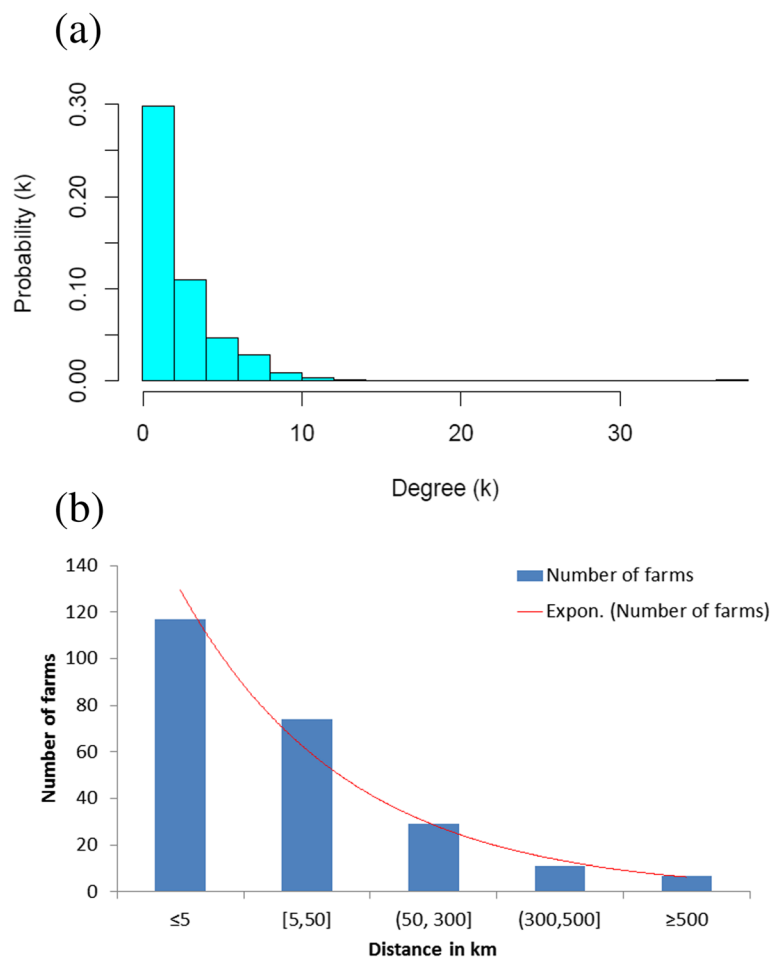 (a)
0.30
0.20
0.10
0.00
Probability (k)
0 10 20 30
Degree (k)
(b)
140
120
100
80
60
40
20
0
Number of farms
Number of farms
Expon. (Number of farms)
≤5 [5,50] (50, 300] (300,500] ≥500
Distance in km